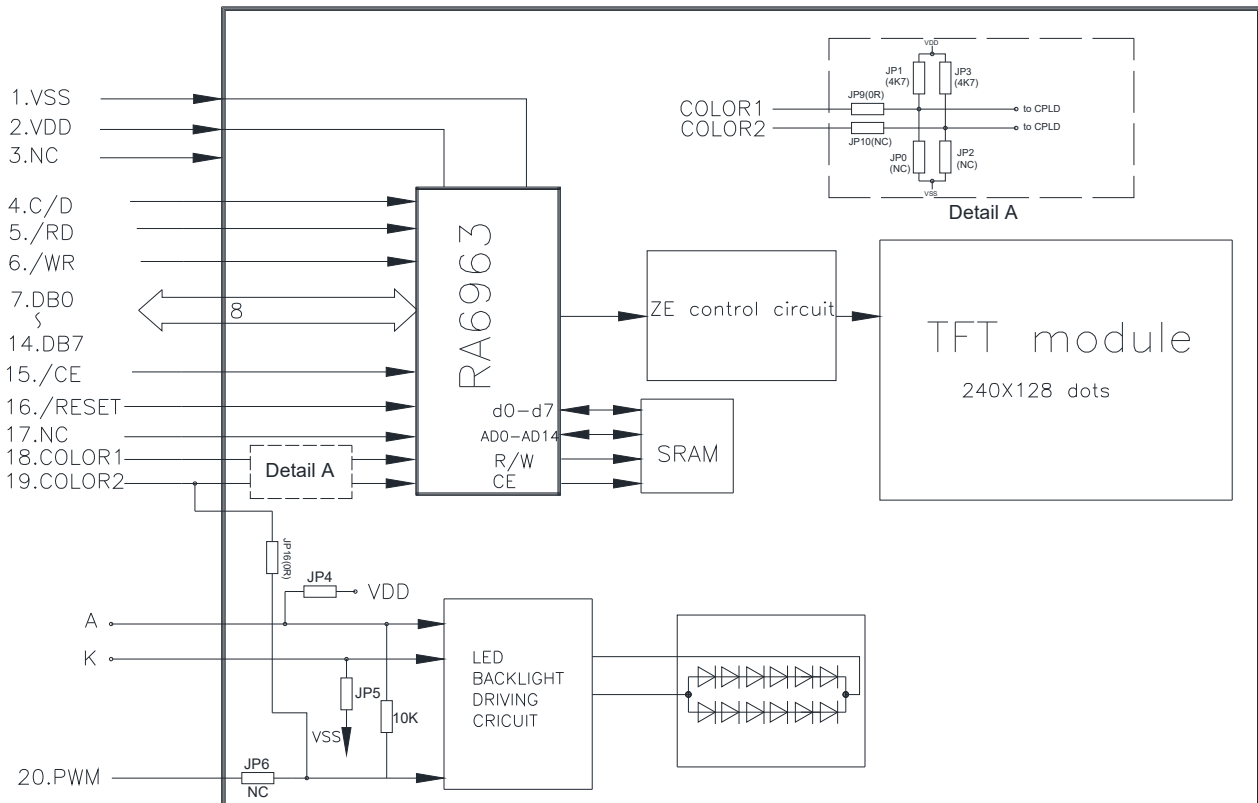 1.VSS
2.VDD
3.NC
4.C/D
5./RD
6./WR
7.DB0
14.DB7
15./CE
16./RESET
17.NC
18.COLOR1
19.COLOR2
8
Detail A
RA6963
d0-d7
AD0-AD14
R/W
CE
ZE control circuit
SRAM
TFT module
240X128 dots
VDD
JP1
(4K7)
JP3
(4K7)
COLOR1
JP9(0R)
to CPLD
COLOR2
JP10(NC)
to CPLD
JP0
(NC)
JP2
(NC)
VSS
Detail A
JP16(0R)
JP4
VDD
A
K
JP5
VSS
10K
LED
BACKLIGHT
DRIVING
CRICUIT
20.PWM
JP6
NC